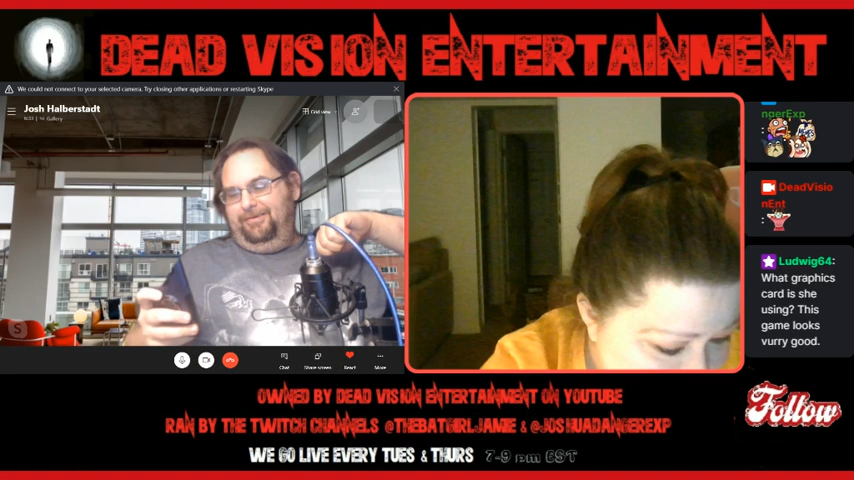 DEAD VISION ENTERTAINMENT
We could not connect to your selected camera. Try closing other applications or restarting Skype
Josh Halberstadt
Gallery
Grid view
ngerExp
:
DeadVisio
nEnt
:
Ludwig64:
What graphics
card is she
using? This
game looks
vurry good.
S
Chat
Share screen
React
More
OWNED BY DEAD VISION ENTERTAINMENT ON YOUTUBE
RAN BY THE TWITCH CHANNELS @THEBATGIRLJAMIE & @JOSHUADANGEREXP
WE GO LIVE EVERY TUES & THURS 7-9 pm EST
Follow